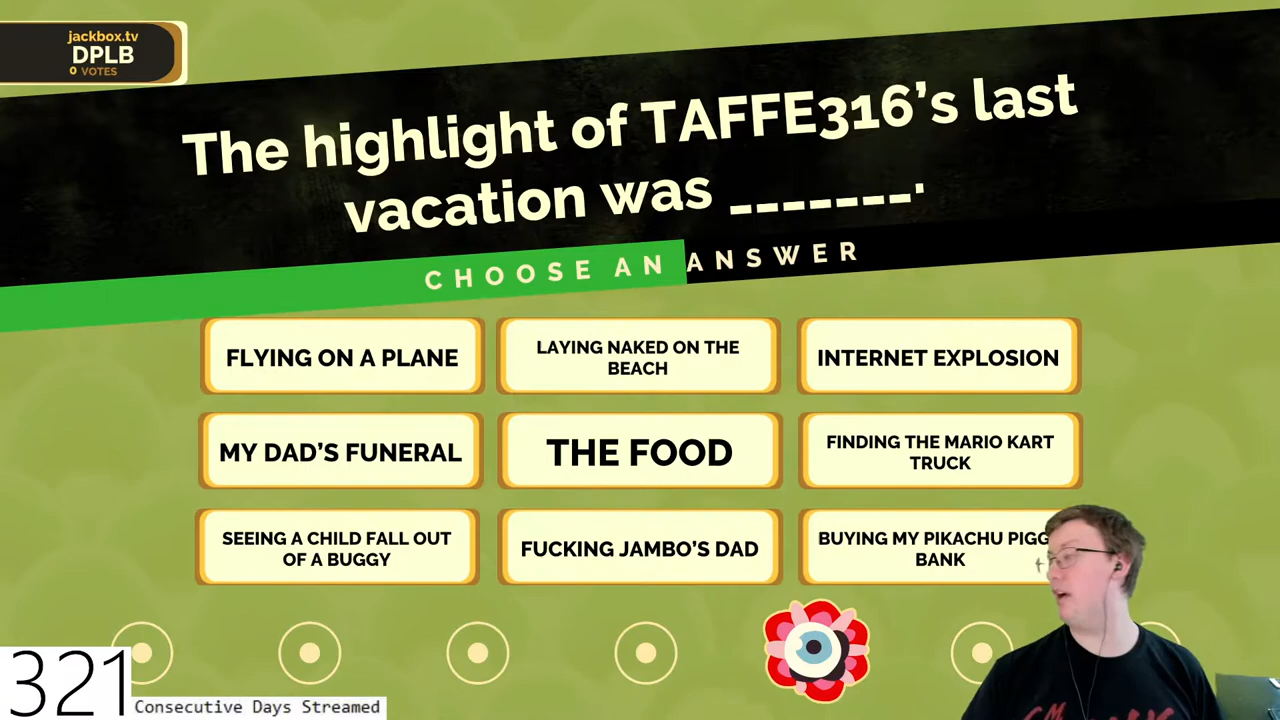 jackbox.tv
DPLB
0 VOTES
The highlight of TAFFE316's last
vacation was _______.
CHOOSE AN ANSWER
FLYING ON A PLANE
LAYING NAKED ON THE
BEACH
INTERNET EXPLOSION
MY DAD'S FUNERAL
THE FOOD
FINDING THE MARIO KART
TRUCK
SEEING A CHILD FALL OUT
OF A BUGGY
FUCKING JAMBO'S DAD
BUYING MY PIKACHU PIGG
BANK
321
Consecutive Days Streamed